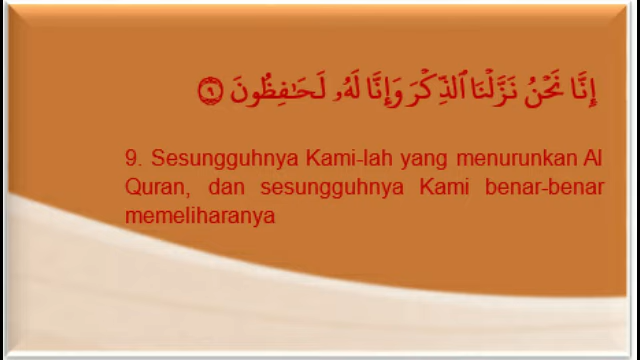 إِنَّا نَحْنُ نَزَّلْنَا ٱلذِّكْرَ وَإِنَّا لَهُۥ لَحَـٰفِظُونَ ۝٩
9. Sesungguhnya Kami-lah yang menurunkan Al
Quran, dan sesungguhnya Kami benar-benar
memeliharanya